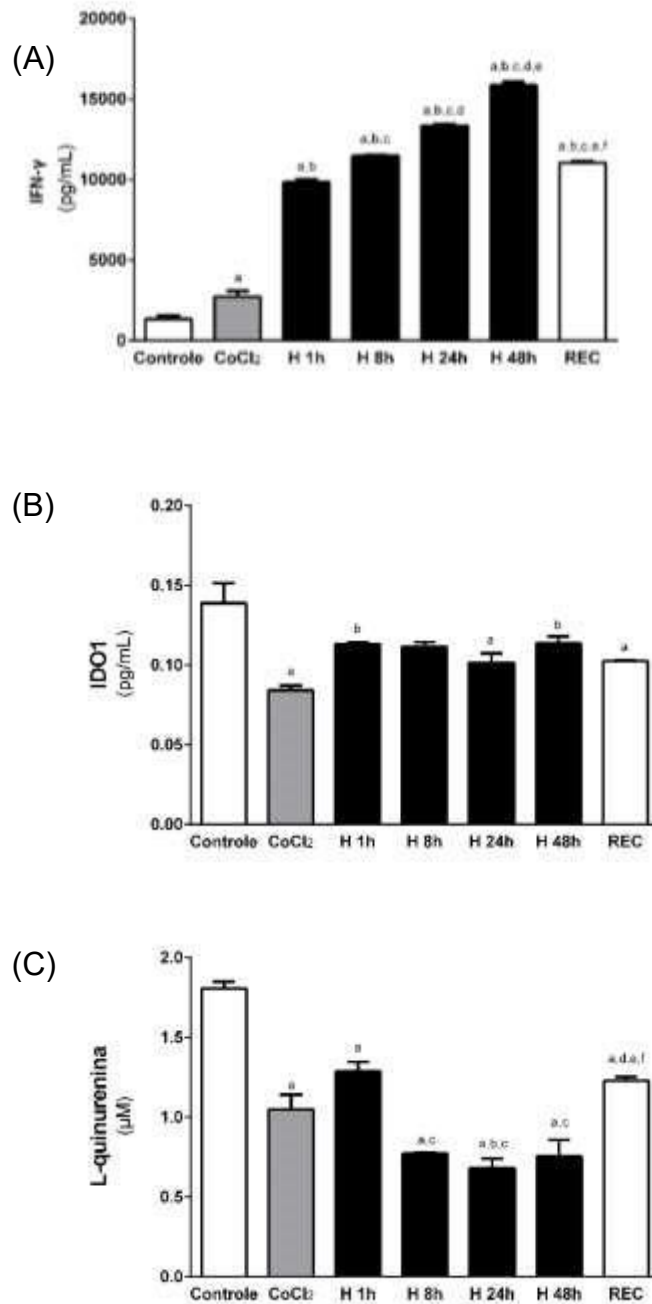 (A)
IFN-γ
(pg/mL)
20000
15000
10000
5000
0
a
a,b
a,b,c
a,b,c,d
a,b,c,d,e
a,b,c,e,f
Controle CoCl₂ H 1h H 8h H 24h H 48h REC
(B)
IDO1
(pg/mL)
0.20
0.15
0.10
0.05
0.00
a
b
a
b
a
Controle CoCl₂ H 1h H 8h H 24h H 48h REC
(C)
L-quinurenina
(µM)
2.0
1.5
1.0
0.5
0.0
a
a
a,c
a,b,c
a,c
a,d,e,f
Controle CoCl₂ H 1h H 8h H 24h H 48h REC